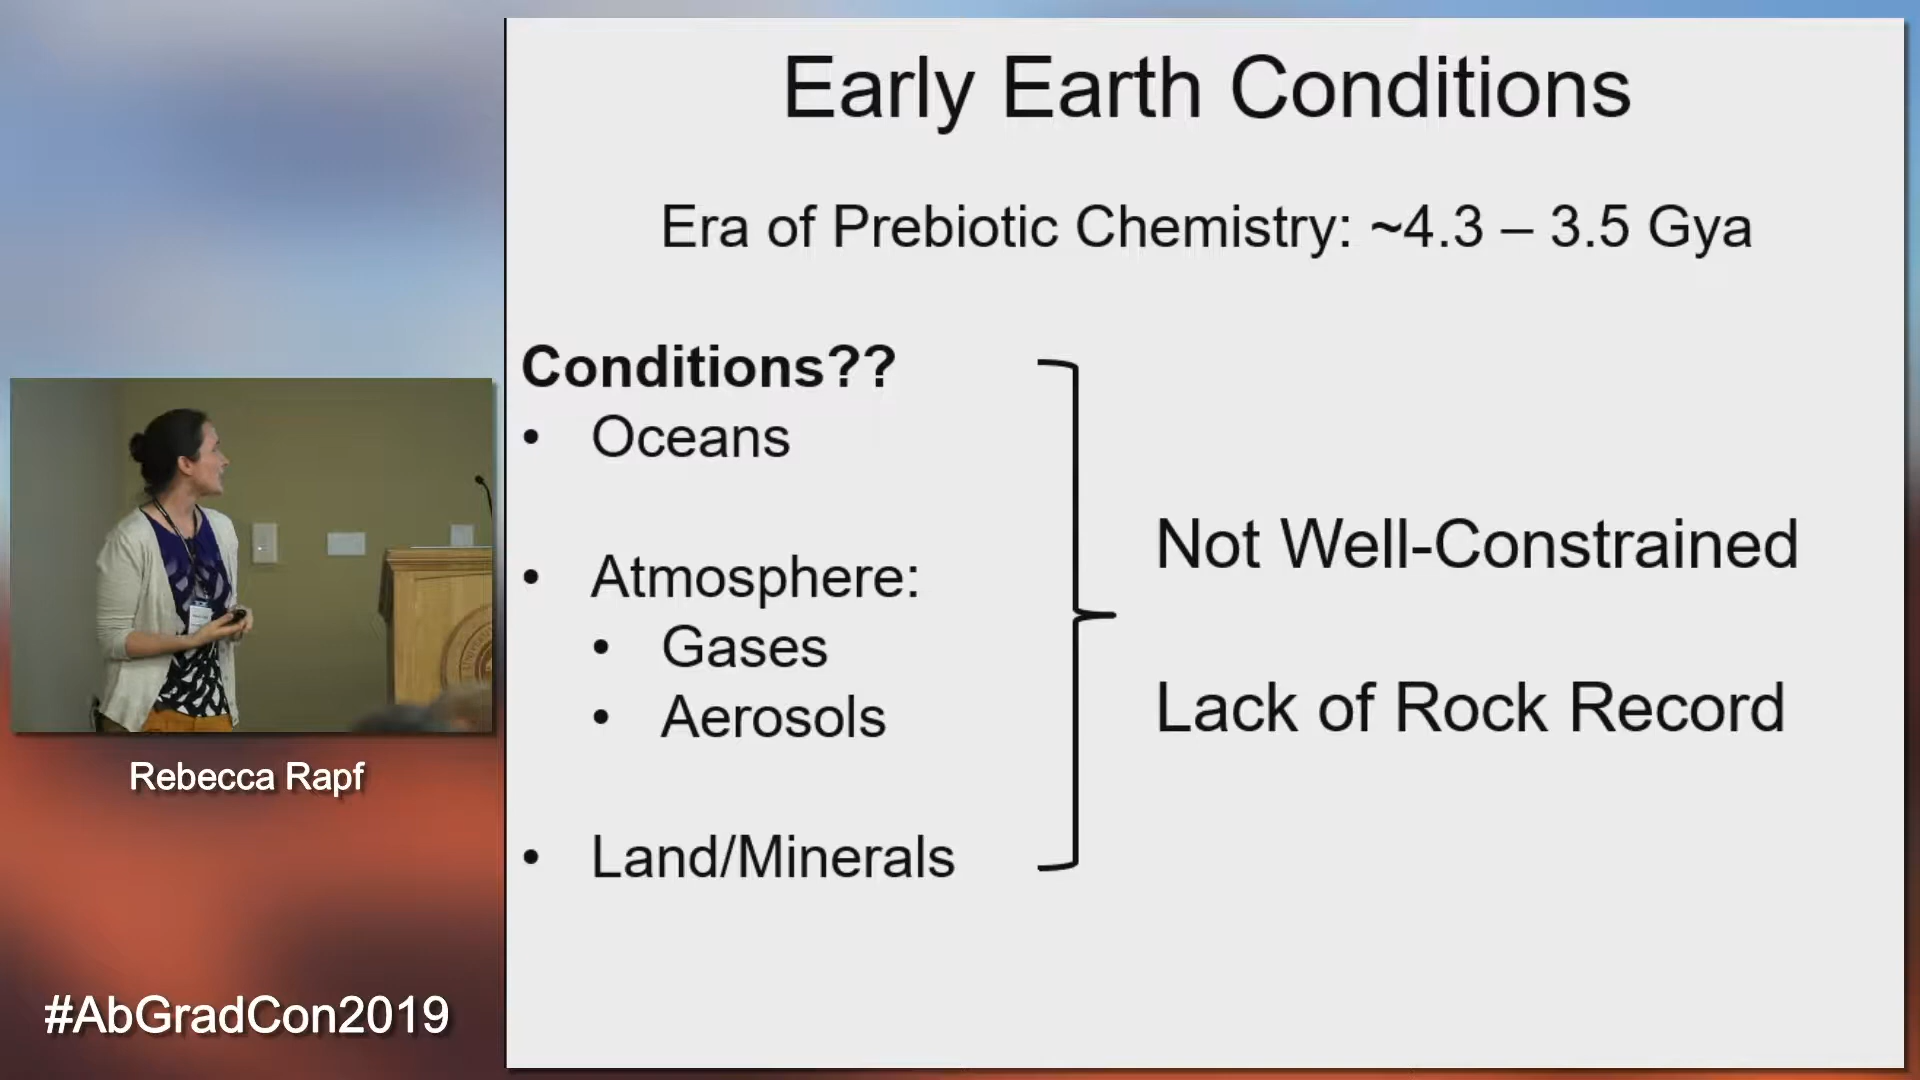 Early Earth Conditions
Era of Prebiotic Chemistry: ~4.3 – 3.5 Gya
Conditions??
• Oceans
• Atmosphere:
• Gases
• Aerosols
• Land/Minerals
Not Well-Constrained
Lack of Rock Record
Rebecca Rapf
#AbGradCon2019